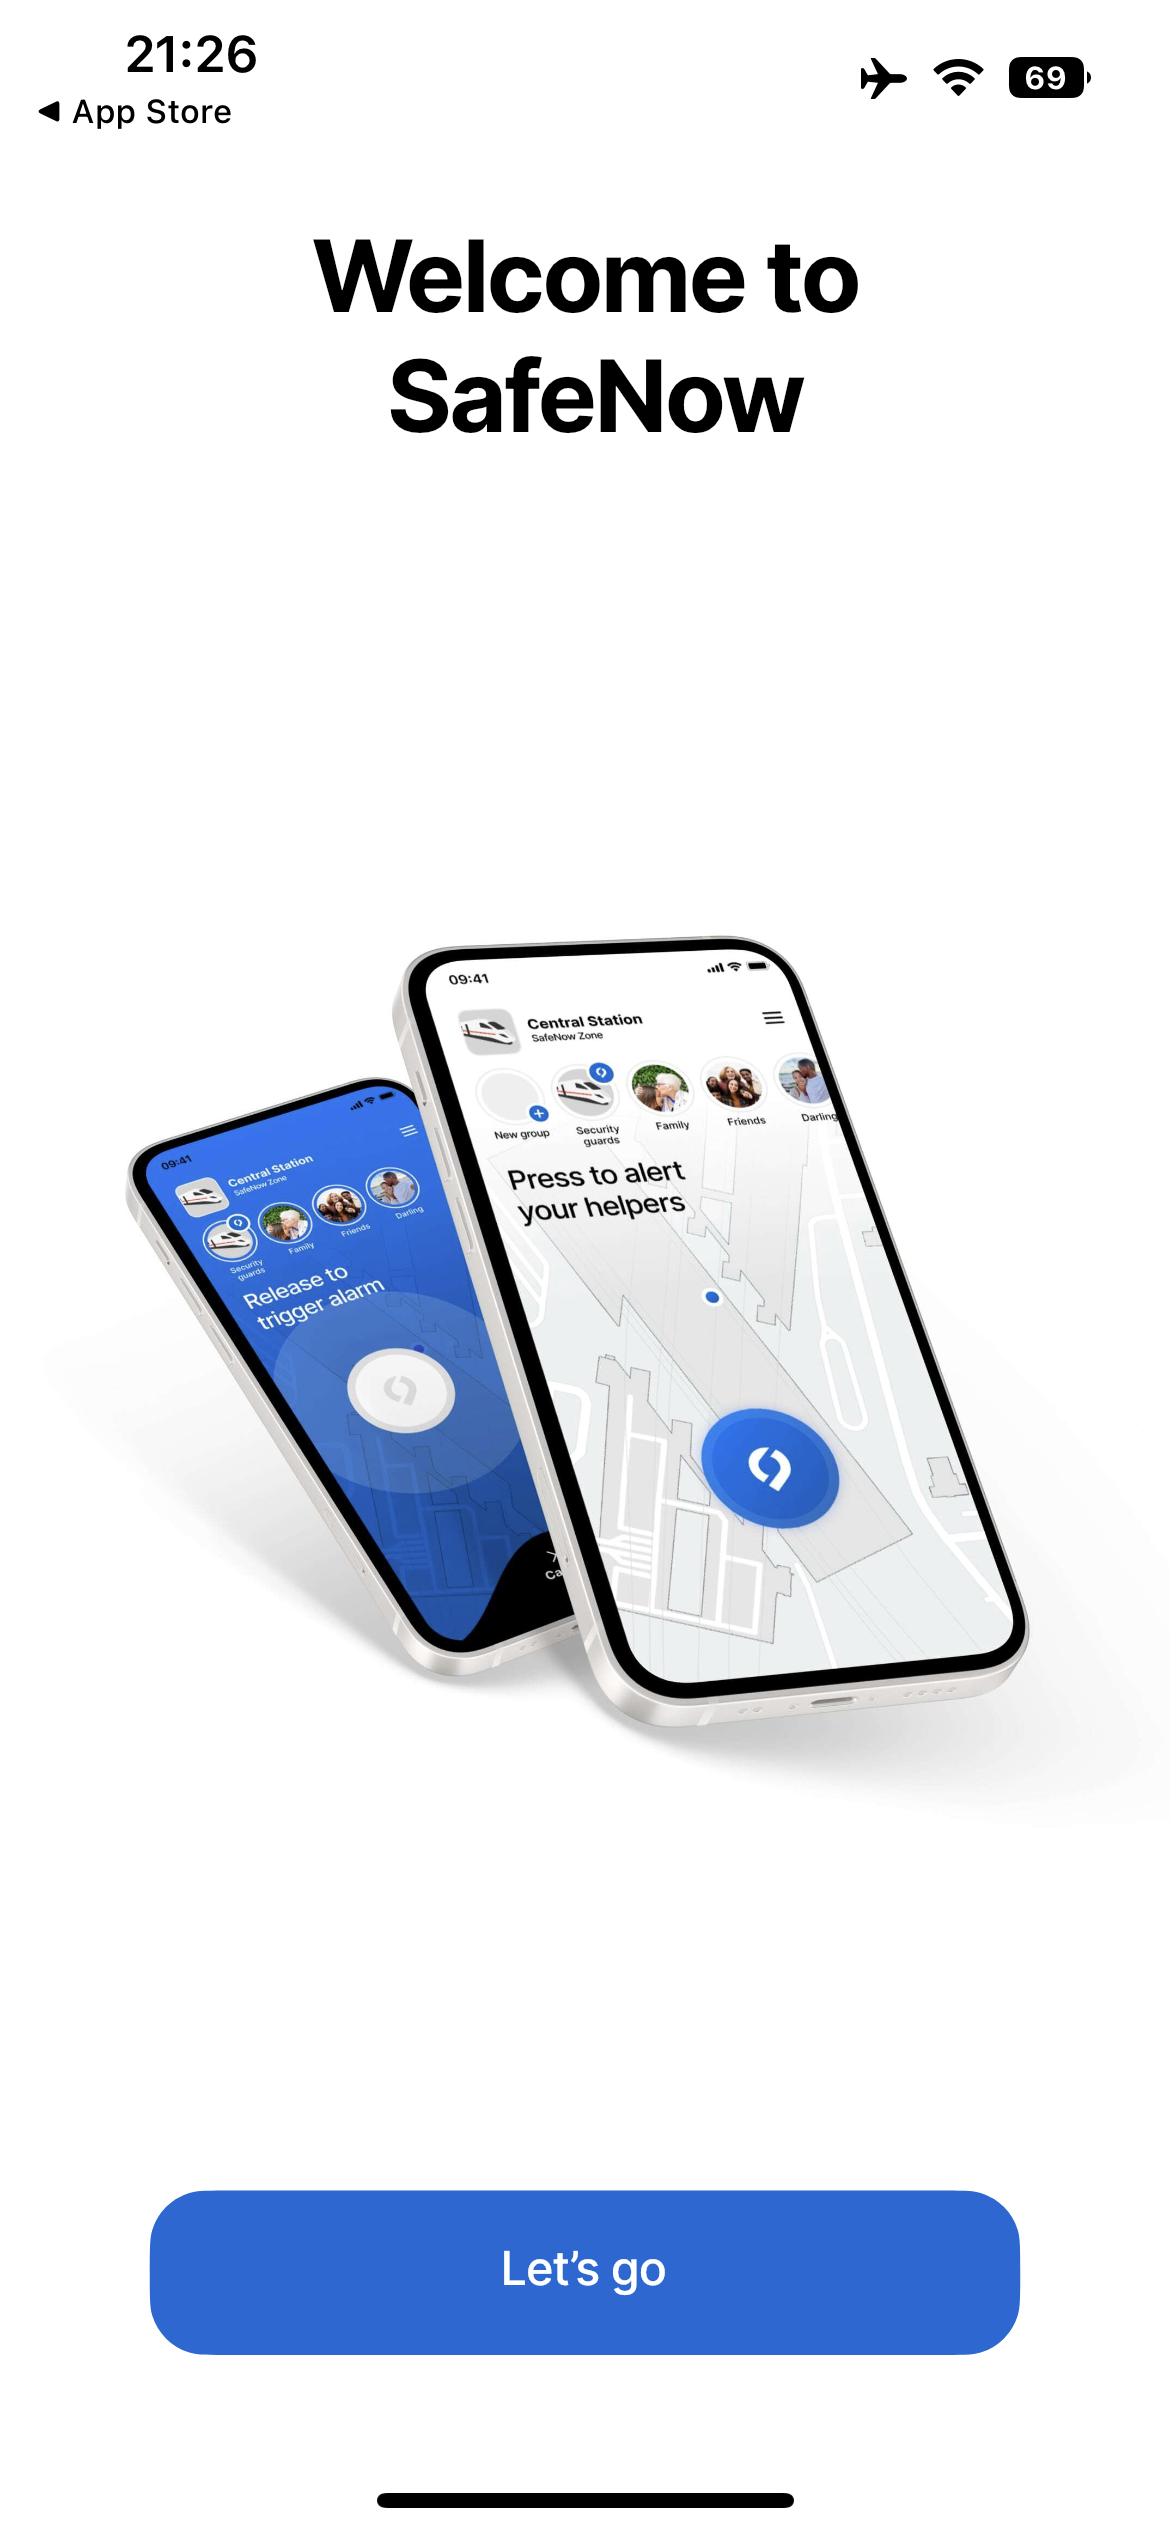 21:26
69
◀ App Store
Welcome to
SafeNow
09:41
Central Station
SafeNow Zone
New group
Security
guards
Family
Friends
Darling
Press to alert
your helpers
09:41
Central Station
SafeNow Zone
Security
guards
Family
Friends
Darling
Release to
trigger alarm
Ca
Let's go